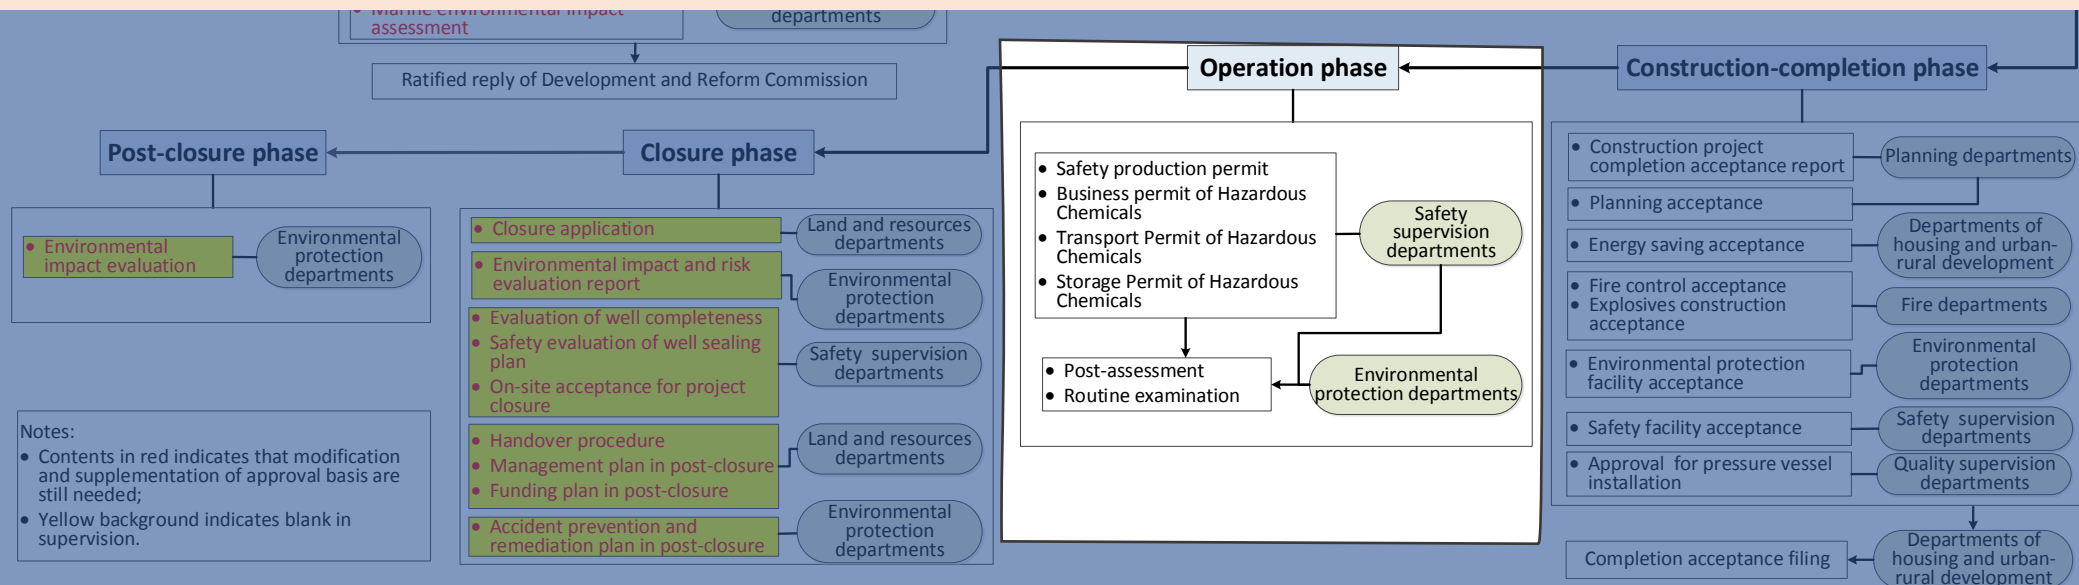 • Marine environmental impact
assessment
departments
Ratified reply of Development and Reform Commission
Operation phase
Construction-completion phase
Post-closure phase
Closure phase
• Environmental
impact evaluation
Environmental
protection
departments
• Closure application
Land and resources
departments
• Environmental impact and risk
evaluation report
Environmental
protection
departments
• Evaluation of well completeness
• Safety evaluation of well sealing
plan
• On-site acceptance for project
closure
Safety supervision
departments
• Handover procedure
• Management plan in post-closure
• Funding plan in post-closure
Land and resources
departments
• Accident prevention and
remediation plan in post-closure
Environmental
protection
departments
• Safety production permit
• Business permit of Hazardous
Chemicals
• Transport Permit of Hazardous
Chemicals
• Storage Permit of Hazardous
Chemicals
Safety
supervision
departments
• Post-assessment
• Routine examination
Environmental
protection departments
• Construction project
completion acceptance report
Planning departments
• Planning acceptance
• Energy saving acceptance
Departments of
housing and urban-
rural development
• Fire control acceptance
• Explosives construction
acceptance
Fire departments
• Environmental protection
facility acceptance
Environmental
protection
departments
• Safety facility acceptance
Safety supervision
departments
• Approval for pressure vessel
installation
Quality supervision
departments
Completion acceptance filing
Departments of
housing and urban-
rural development
Notes:
• Contents in red indicates that modification
and supplementation of approval basis are
still needed;
• Yellow background indicates blank in
supervision.